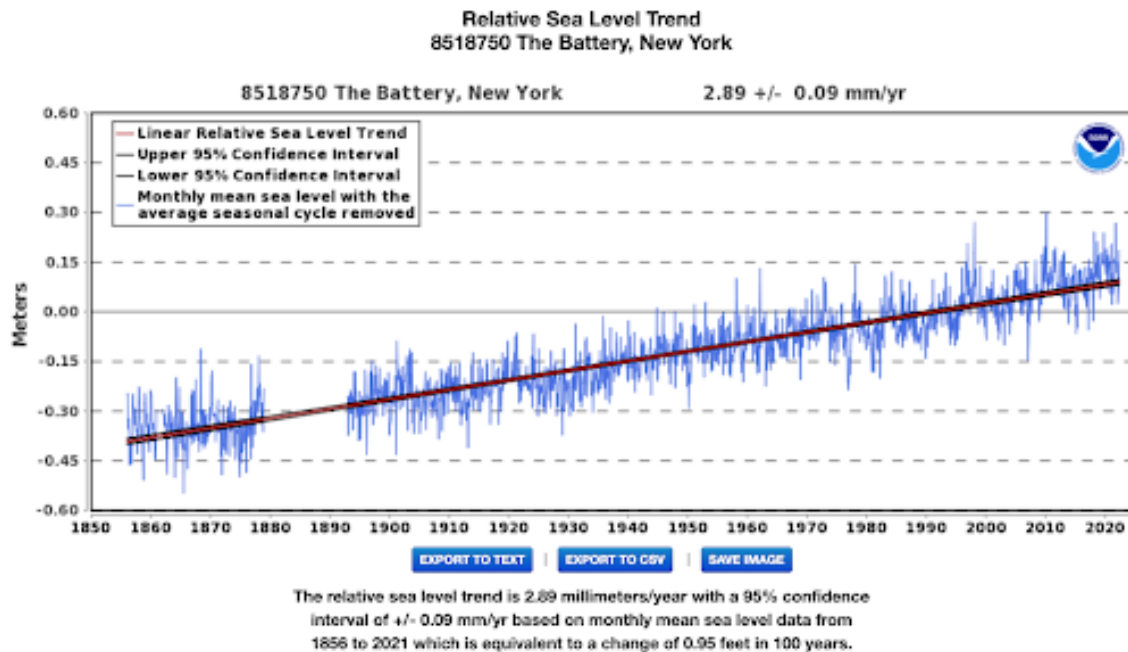 Relative Sea Level Trend
8518750 The Battery, New York
8518750 The Battery, New York 2.89 +/- 0.09 mm/yr
Linear Relative Sea Level Trend
Upper 95% Confidence Interval
Lower 95% Confidence Interval
Monthly mean sea level with the
average seasonal cycle removed
Meters
0.60
0.45
0.30
0.15
0.00
-0.15
-0.30
-0.45
-0.60
1850 1860 1870 1880 1890 1900 1910 1920 1930 1940 1950 1960 1970 1980 1990 2000 2010 2020
EXPORT TO TEXT | EXPORT TO CSV | SAVE IMAGE
The relative sea level trend is 2.89 millimeters/year with a 95% confidence
interval of +/- 0.09 mm/yr based on monthly mean sea level data from
1856 to 2021 which is equivalent to a change of 0.95 feet in 100 years.